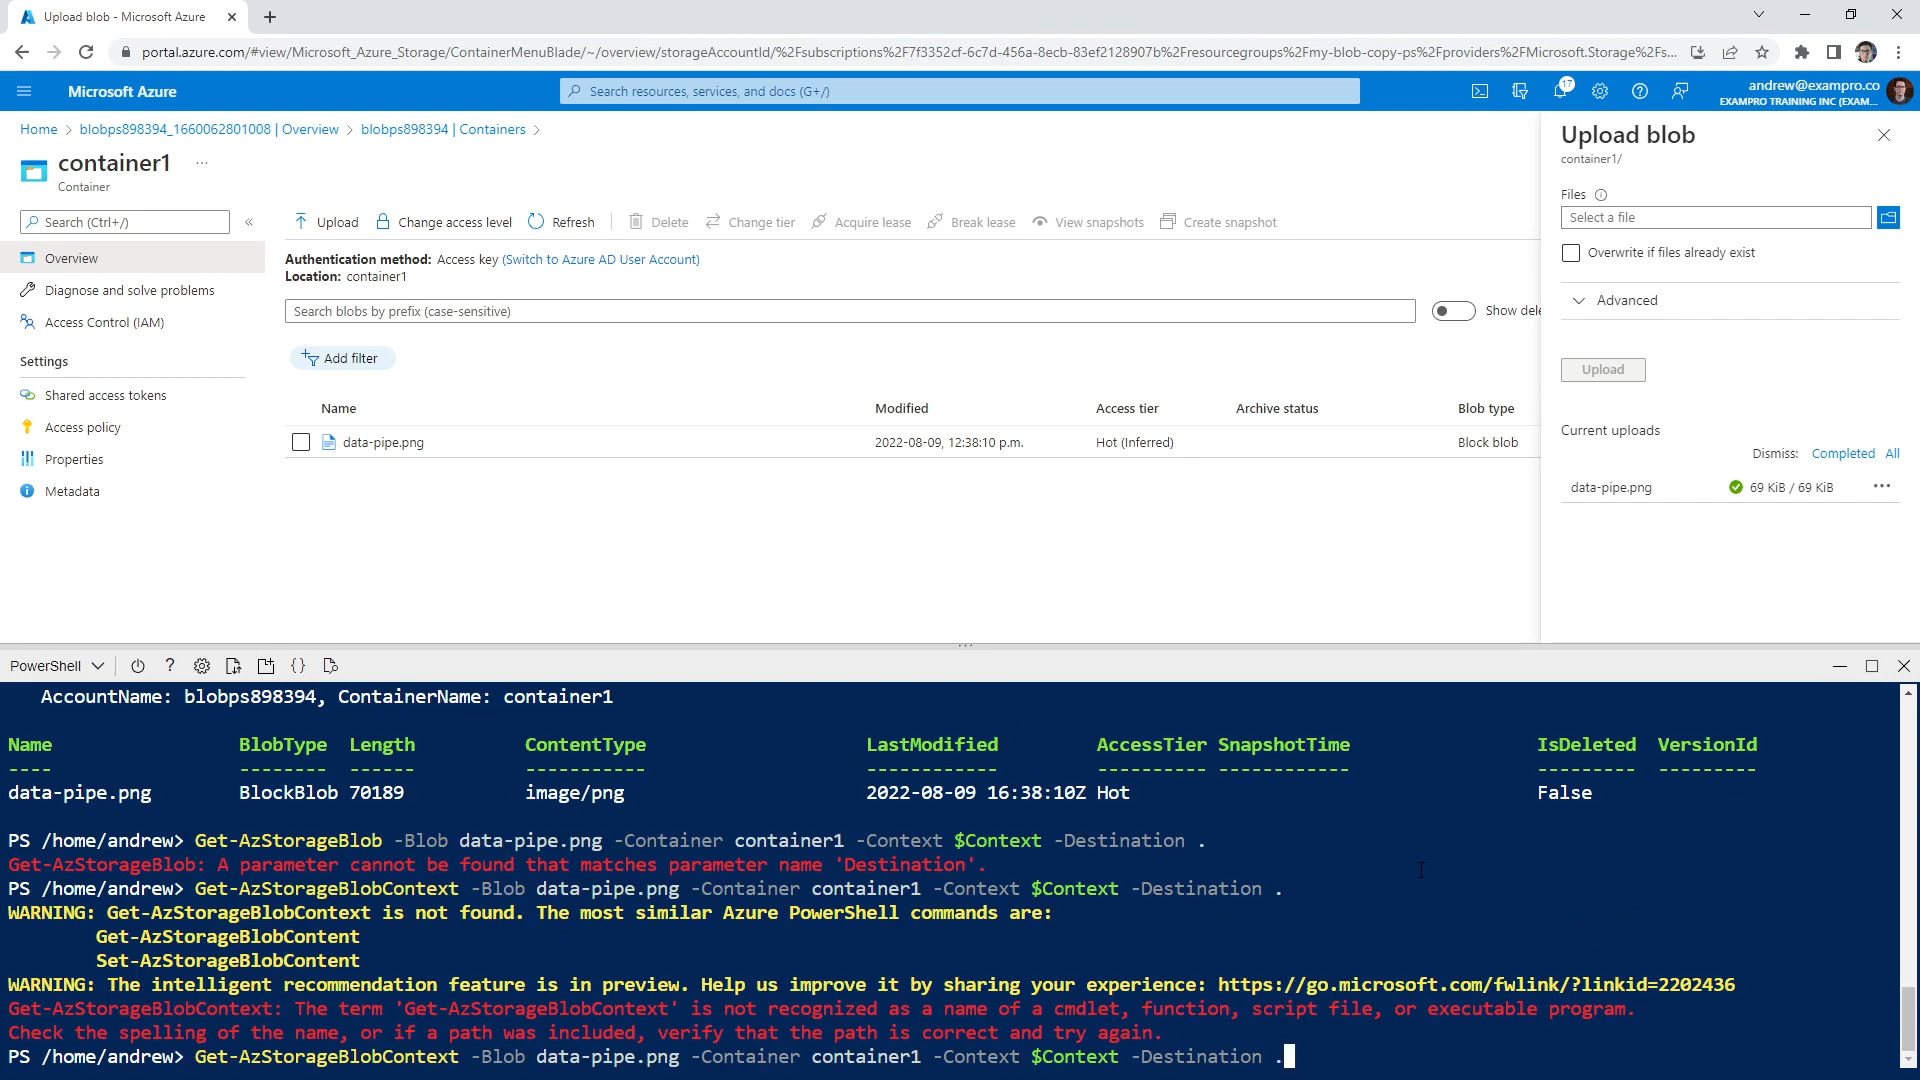 Upload blob - Microsoft Azure
portal.azure.com/#view/Microsoft_Azure_Storage/ContainerMenuBlade/~/overview/storageAccountId/%2Fsubscriptions%2F7f3352cf-6c7d-456a-8ecb-83ef2128907b%2Fresourcegroups%2Fmy-blob-copy-ps%2Fproviders%2FMicrosoft.Storage%2Fs...
Microsoft Azure
Search resources, services, and docs (G+/)
17
andrew@exampro.co
EXAMPRO TRAINING INC (EXAM...
Home > blobps898394_1660062801008 | Overview > blobps898394 | Containers >
container1 ...
Container
Search (Ctrl+/)
«
Overview
Diagnose and solve problems
Access Control (IAM)
Settings
Shared access tokens
Access policy
Properties
Metadata
Upload Change access level Refresh Delete Change tier Acquire lease Break lease View snapshots Create snapshot
Authentication method: Access key (Switch to Azure AD User Account)
Location: container1
Search blobs by prefix (case-sensitive)
Show dele
Add filter
Name Modified Access tier Archive status Blob type
data-pipe.png 2022-08-09, 12:38:10 p.m. Hot (Inferred) Block blob
Upload blob
container1/
Files
Select a file
Overwrite if files already exist
Advanced
Upload
Current uploads
Dismiss: Completed All
data-pipe.png 69 KiB / 69 KiB ...
PowerShell ? {}
AccountName: blobps898394, ContainerName: container1
Name BlobType Length ContentType LastModified AccessTier SnapshotTime IsDeleted VersionId
---- -------- ------ ----------- ------------ ---------- ------------ --------- ---------
data-pipe.png BlockBlob 70189 image/png 2022-08-09 16:38:10Z Hot False
PS /home/andrew> Get-AzStorageBlob -Blob data-pipe.png -Container container1 -Context $Context -Destination .
Get-AzStorageBlob: A parameter cannot be found that matches parameter name 'Destination'.
PS /home/andrew> Get-AzStorageBlobContext -Blob data-pipe.png -Container container1 -Context $Context -Destination .
WARNING: Get-AzStorageBlobContext is not found. The most similar Azure PowerShell commands are:
Get-AzStorageBlobContent
Set-AzStorageBlobContent
WARNING: The intelligent recommendation feature is in preview. Help us improve it by sharing your experience: https://go.microsoft.com/fwlink/?linkid=2202436
Get-AzStorageBlobContext: The term 'Get-AzStorageBlobContext' is not recognized as a name of a cmdlet, function, script file, or executable program.
Check the spelling of the name, or if a path was included, verify that the path is correct and try again.
PS /home/andrew> Get-AzStorageBlobContext -Blob data-pipe.png -Container container1 -Context $Context -Destination .